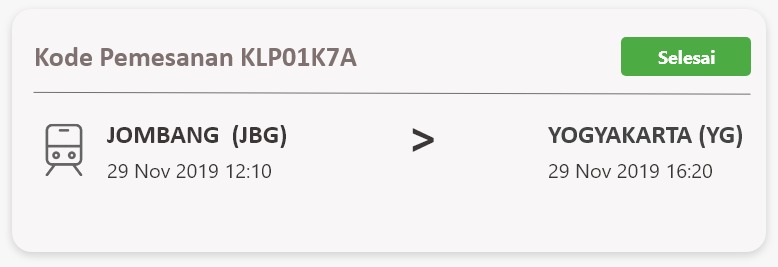 Kode Pemesanan KLP01K7A
Selesai
JOMBANG (JBG) > YOGYAKARTA (YG)
29 Nov 2019 12:10 29 Nov 2019 16:20